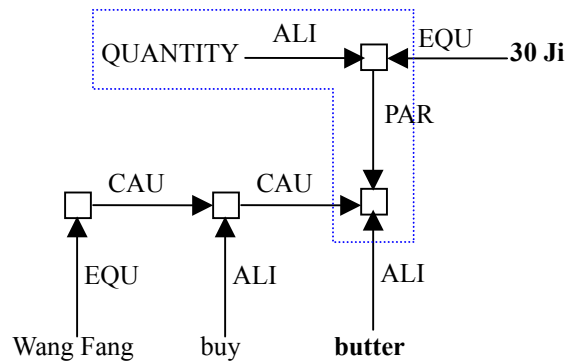 QUANTITY ALI EQU 30 Ji
PAR
CAU CAU
EQU ALI ALI
Wang Fang buy butter